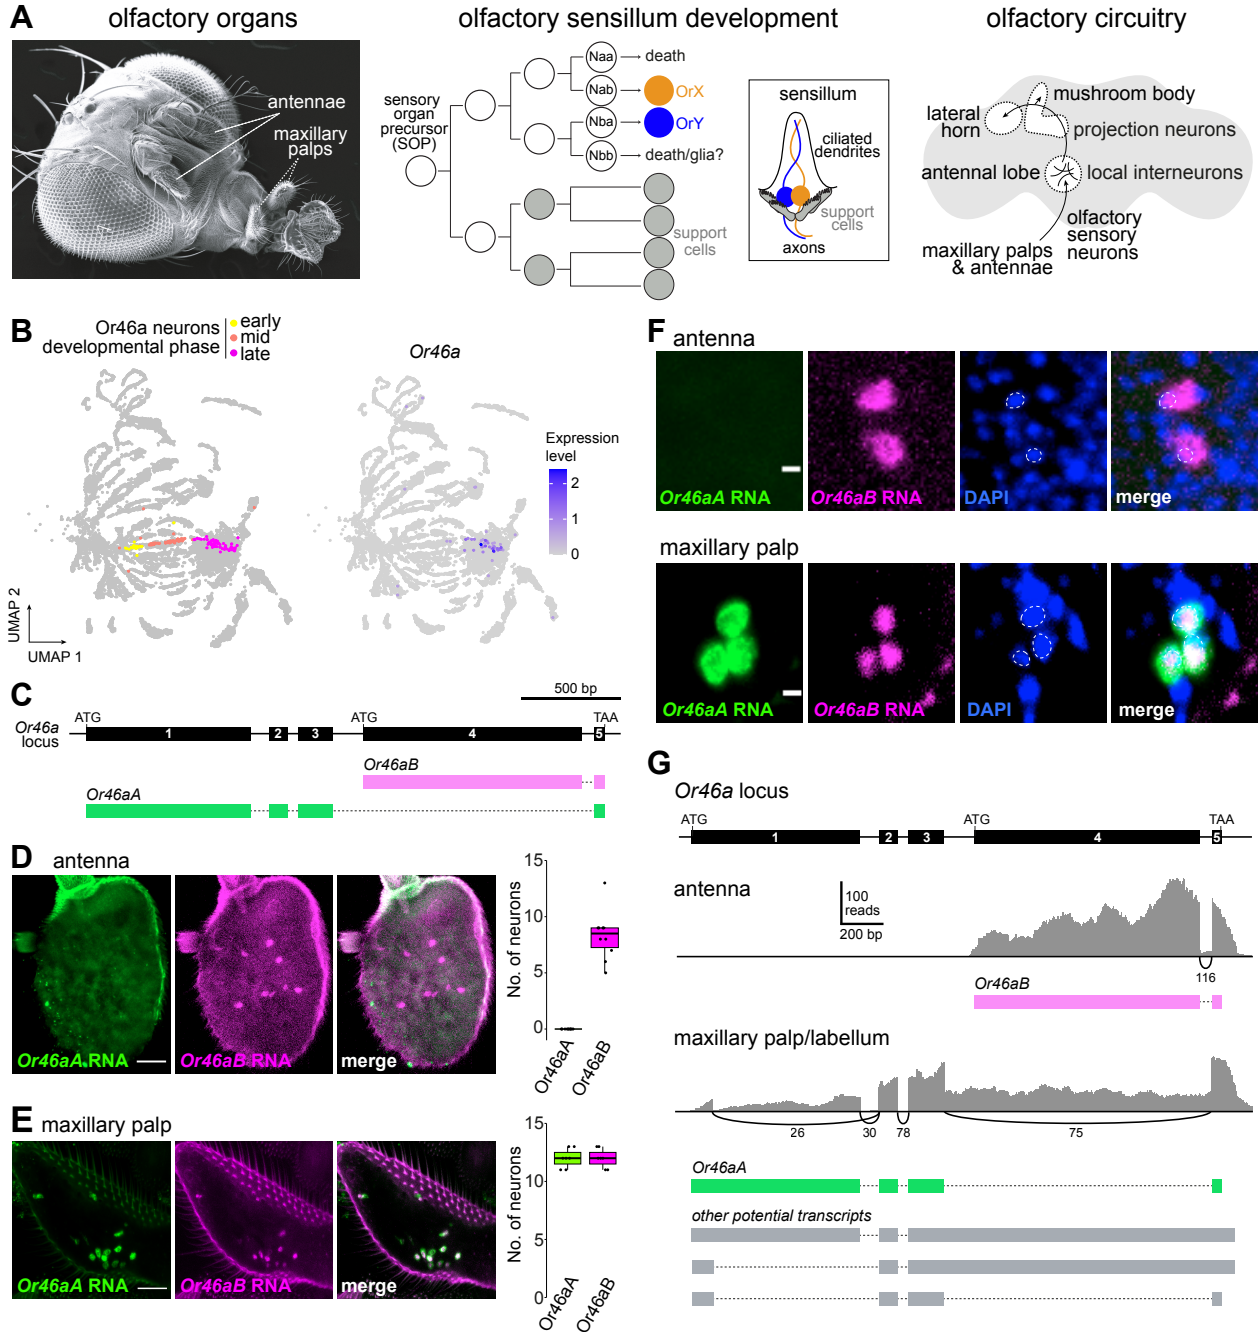 A
olfactory organs
antennae
maxillary
palps
olfactory sensillum development
sensory
organ
precursor
(SOP)
Naa
death
Nab
OrX
Nba
OrY
Nbb
death/glia?
support
cells
sensillum
ciliated
dendrites
support
cells
axons
olfactory circuitry
mushroom body
lateral
horn
projection neurons
antennal lobe
local interneurons
olfactory
sensory
neurons
maxillary palps
& antennae
B
Or46a neurons
developmental phase
early
mid
late
Or46a
Expression
level
2
1
0
UMAP 2
UMAP 1
C
500 bp
Or46a
locus
ATG
ATG
TAA
1
2
3
4
5
Or46aB
Or46aA
D
antenna
Or46aA RNA
Or46aB RNA
merge
No. of neurons
15
10
5
0
Or46aA
Or46aB
E
maxillary palp
Or46aA RNA
Or46aB RNA
merge
No. of neurons
15
10
5
0
Or46aA
Or46aB
F
antenna
Or46aA RNA
Or46aB RNA
DAPI
merge
maxillary palp
Or46aA RNA
Or46aB RNA
DAPI
merge
G
Or46a locus
ATG
ATG
TAA
1
2
3
4
5
antenna
100
reads
200 bp
116
Or46aB
maxillary palp/labellum
26
30
78
75
Or46aA
other potential transcripts